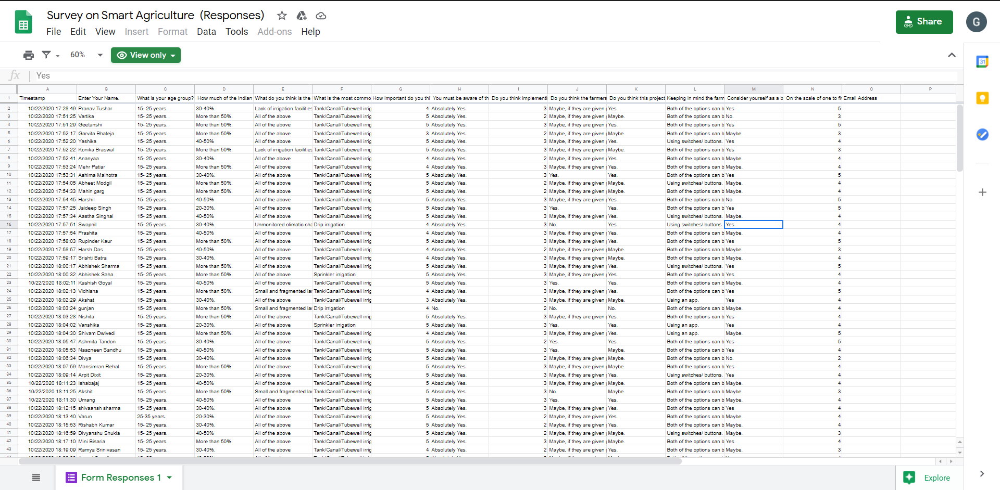 Survey on Smart Agriculture (Responses)
File Edit View Insert Format Data Tools Add-ons Help
Share
G
60% View only
31
fx Yes
A B C D E F G H I J K L M N O P
1 Timestamp Enter Your Name. What is your age group? How much of the Indian What do you think is the What is the most commo How important do you thi You must be aware of th Do you think implementi Do you think the farmers Do you think this project Keeping in mind the farm Consider yourself as a b On the scale of one to fi Email Address
2 10/22/2020 17:28:49 Pranav Tushar 15- 25 years. 30-40%. Lack of irrigation facilities Tank/Canal/Tubewell irrig 4 Absolutely Yes. 3 Maybe, if they are given Yes. Both of the options can b Yes 5
3 10/22/2020 17:51:25 Vartika 15- 25 years. More than 50%. All of the above Tank/Canal/Tubewell irrig 5 Absolutely Yes. 2 Maybe, if they are given Maybe. Both of the options can b No. 3
4 10/22/2020 17:51:29 Geetanshi 15- 25 years. More than 50%. All of the above Tank/Canal/Tubewell irrig 5 Absolutely Yes. 3 Maybe, if they are given Yes. Both of the options can b Yes 5
5 10/22/2020 17:52:17 Garvita Bhateja 15- 25 years. More than 50%. All of the above Tank/Canal/Tubewell irrig 3 Absolutely Yes. 2 Maybe, if they are given Maybe. Both of the options can b Maybe. 3
6 10/22/2020 17:52:20 Yashika 15- 25 years. 40-50% All of the above Tank/Canal/Tubewell irrig 5 Absolutely Yes. 3 Maybe, if they are given Yes. Using switches/ buttons. Yes 4
7 10/22/2020 17:52:22 Konika Braswal 15- 25 years. More than 50%. Lack of irrigation facilities Tank/Canal/Tubewell irrig 5 Absolutely Yes. 3 Maybe, if they are given Maybe. Both of the options can b Yes 3
8 10/22/2020 17:52:41 Ananyaa 15- 25 years. 30-40%. All of the above Tank/Canal/Tubewell irrig 4 Absolutely Yes. 2 Maybe, if they are given Yes. Both of the options can b Maybe. 4
9 10/22/2020 17:53:24 Mehr Patiar 15- 25 years. More than 50%. All of the above Tank/Canal/Tubewell irrig 4 Absolutely Yes. 3 Maybe, if they are given Yes. Both of the options can b Maybe. 4
10 10/22/2020 17:53:31 Ashima Malhotra 15- 25 years. 30-40%. All of the above Tank/Canal/Tubewell irrig 5 Absolutely Yes. 3 Yes. Yes. Both of the options can b Yes 5
11 10/22/2020 17:54:05 Abheet Modgil 15- 25 years. More than 50%. All of the above Tank/Canal/Tubewell irrig 5 Absolutely Yes. 2 Maybe, if they are given Maybe. Using switches/ buttons. Maybe. 4
12 10/22/2020 17:54:33 Mahin garg 15- 25 years. More than 50%. All of the above Tank/Canal/Tubewell irrig 5 Absolutely Yes. 2 Maybe, if they are given Maybe. Both of the options can b Maybe. 4
13 10/22/2020 17:54:45 Harshil 15- 25 years. 40-50% All of the above Tank/Canal/Tubewell irrig 5 Absolutely Yes. 3 Maybe, if they are given Yes. Both of the options can b No. 5
14 10/22/2020 17:57:25 Jaideep Singh 15- 25 years. 20-30%. All of the above Tank/Canal/Tubewell irrig 5 Absolutely Yes. 3 Yes. Yes. Both of the options can b Yes 5
15 10/22/2020 17:57:34 Aastha Singhal 15- 25 years. 40-50% All of the above Tank/Canal/Tubewell irrig 5 Absolutely Yes. 3 Maybe, if they are given Yes. Using switches/ buttons. Maybe. 4
16 10/22/2020 17:57:51 Swapnil 15- 25 years. 30-40%. Unmonitored climatic cha Drip irrigation 4 Absolutely Yes. 3 No. Yes. Using switches/ buttons. Yes 4
17 10/22/2020 17:57:54 Prashita 15- 25 years. 40-50% All of the above Tank/Canal/Tubewell irrig 4 Absolutely Yes. 3 Maybe, if they are given Yes. Both of the options can b Maybe. 4
18 10/22/2020 17:58:03 Rupinder Kaur 15- 25 years. More than 50%. All of the above Tank/Canal/Tubewell irrig 5 Absolutely Yes. 3 Maybe, if they are given Yes. Both of the options can b Yes 5
19 10/22/2020 17:58:57 Harsh Das 15- 25 years. 40-50% All of the above Tank/Canal/Tubewell irrig 4 Absolutely Yes. 2 Maybe, if they are given Maybe. Both of the options can b Maybe. 3
20 10/22/2020 17:59:17 Srishti Batra 15- 25 years. 30-40%. All of the above Tank/Canal/Tubewell irrig 4 Absolutely Yes. 3 Maybe, if they are given Maybe. Both of the options can b Maybe. 4
21 10/22/2020 18:00:17 Abhishek Sharma 15- 25 years. More than 50%. All of the above Tank/Canal/Tubewell irrig 5 Absolutely Yes. 3 Maybe, if they are given Yes. Using switches/ buttons. Yes 5
22 10/22/2020 18:00:32 Abhishek Saha 15- 25 years. More than 50%. All of the above Sprinkler irrigation 5 Absolutely Yes. 3 Maybe, if they are given Yes. Both of the options can b Yes 4
23 10/22/2020 18:02:11 Kashish Goyal 15- 25 years. 40-50% All of the above Tank/Canal/Tubewell irrig 5 Absolutely Yes. 3 Yes. Yes. Both of the options can b Maybe. 4
24 10/22/2020 18:02:13 Vidhisha 15- 25 years. More than 50%. Small and fragmented lan Tank/Canal/Tubewell irrig 4 Absolutely Yes. 3 Maybe, if they are given Yes. Both of the options can b Yes 5
25 10/22/2020 18:02:29 Akshat 15- 25 years. 30-40%. All of the above Tank/Canal/Tubewell irrig 3 Absolutely Yes. 3 Maybe, if they are given Maybe. Using an app. Yes 4
26 10/22/2020 18:03:24 gunjan 15- 25 years. More than 50%. Small and fragmented lan Drip irrigation 4 No. 2 No. No. Both of the options can b Maybe. 4
27 10/22/2020 18:03:28 Nishita 15- 25 years. More than 50%. All of the above Tank/Canal/Tubewell irrig 5 Absolutely Yes. 3 Maybe, if they are given Yes. Both of the options can b Yes 4
28 10/22/2020 18:04:02 Vanshika 15- 25 years. 20-30%. All of the above Sprinkler irrigation 5 Absolutely Yes. 3 Yes. Yes. Using an app. Yes 4
29 10/22/2020 18:04:30 Shivam Dwivedi 15- 25 years. More than 50%. All of the above Tank/Canal/Tubewell irrig 4 Absolutely Yes. 3 Maybe, if they are given Yes. Using an app. Maybe. 5
30 10/22/2020 18:05:47 Ashmita Tandon 15- 25 years. 30-40%. All of the above Tank/Canal/Tubewell irrig 5 Absolutely Yes. 2 Yes. Yes. Both of the options can b Yes 5
31 10/22/2020 18:05:53 Naazneen Sandhu 15- 25 years. 40-50% All of the above Tank/Canal/Tubewell irrig 5 Absolutely Yes. 3 Yes. Maybe. Both of the options can b Yes 4
32 10/22/2020 18:06:34 Divya 15- 25 years. 30-40%. All of the above Tank/Canal/Tubewell irrig 5 Absolutely Yes. 2 Maybe, if they are given Maybe. Both of the options can b No. 2
33 10/22/2020 18:07:59 Mansimran Rehal 15- 25 years. More than 50%. All of the above Tank/Canal/Tubewell irrig 5 Absolutely Yes. 3 Maybe, if they are given Maybe. Both of the options can b Yes 4
34 10/22/2020 18:09:14 Arpit Dixit 15- 25 years. 20-30%. All of the above Tank/Canal/Tubewell irrig 5 Absolutely Yes. 3 Maybe, if they are given Yes. Using switches/ buttons. Yes 4
35 10/22/2020 18:11:23 Ishabajaj 15- 25 years. 40-50% All of the above Tank/Canal/Tubewell irrig 5 Absolutely Yes. 3 Maybe, if they are given Maybe. Both of the options can b Maybe. 4
36 10/22/2020 18:11:25 Akshit 15- 25 years. More than 50%. Small and fragmented lan Tank/Canal/Tubewell irrig 5 Absolutely Yes. 3 No. Maybe. Both of the options can b Maybe. 3
37 10/22/2020 18:11:30 Umang 15- 25 years. 40-50% All of the above Tank/Canal/Tubewell irrig 5 Absolutely Yes. 3 Yes. Yes. Both of the options can b Maybe. 4
38 10/22/2020 18:12:15 shivaansh sharma 15- 25 years. 30-40%. All of the above Tank/Canal/Tubewell irrig 5 Absolutely Yes. 3 Maybe, if they are given Yes. Both of the options can b Yes 4
39 10/22/2020 18:13:40 Varun 25-35 years. 20-30%. All of the above Tank/Canal/Tubewell irrig 5 Absolutely Yes. 2 Maybe, if they are given Yes. Both of the options can b Maybe. 4
40 10/22/2020 18:15:53 Rishabh Kumar 15- 25 years. 30-40%. All of the above Tank/Canal/Tubewell irrig 5 Absolutely Yes. 2 Maybe, if they are given Yes. Both of the options can b Maybe. 4
41 10/22/2020 18:16:59 Divyanshu Shukla 15- 25 years. 40-50% All of the above Tank/Canal/Tubewell irrig 5 Absolutely Yes. 2 Maybe, if they are given Maybe. Using switches/ buttons. Maybe. 3
42 10/22/2020 18:17:10 Mini Bisaria 15- 25 years. More than 50%. All of the above Tank/Canal/Tubewell irrig 5 Absolutely Yes. 3 Maybe, if they are given Maybe. Both of the options can b Yes 4
43 10/22/2020 18:19:09 Ramya Srinivasan 15- 25 years. 30-40%. All of the above Tank/Canal/Tubewell irrig 4 Absolutely Yes. 2 Maybe, if they are given Yes. Both of the options can b Maybe. 3
Form Responses 1
Explore